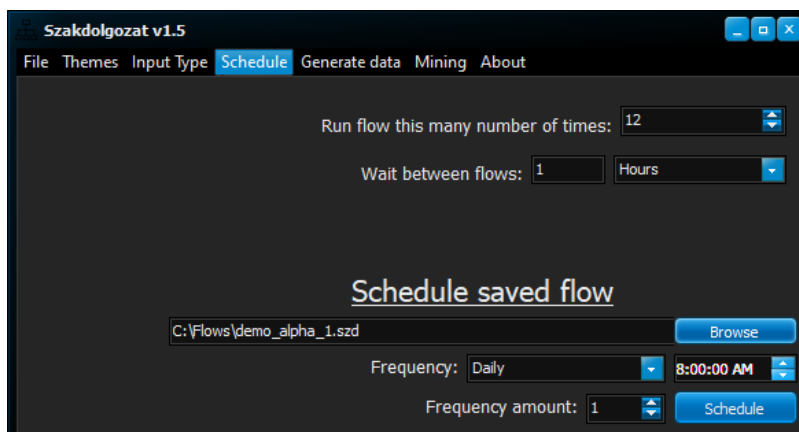 Szakdolgozat v1.5
File Themes Input Type Schedule Generate data Mining About
Run flow this many number of times: 12
Wait between flows: 1 Hours
Schedule saved flow
C:\Flows\demo_alpha_1.szd Browse
Frequency: Daily 8:00:00 AM
Frequency amount: 1 Schedule